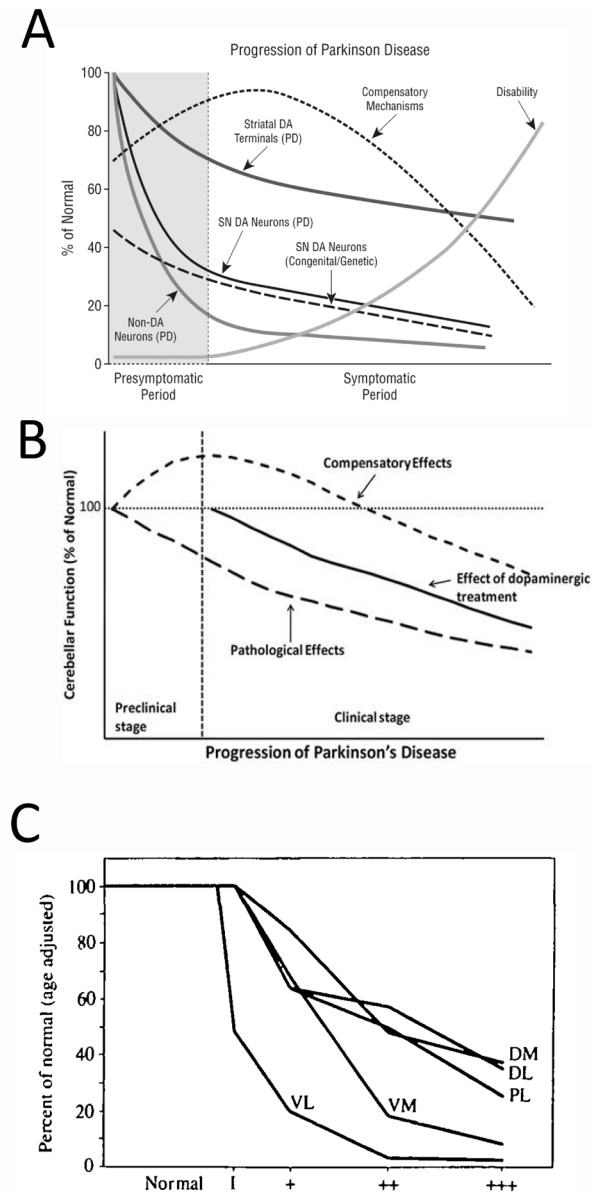 A
Progression of Parkinson Disease
100
80
60
40
20
0
% of Normal
Striatal DA
Terminals (PD)
Compensatory
Mechanisms
Disability
SN DA Neurons (PD)
SN DA Neurons
(Congenital/Genetic)
Non-DA
Neurons (PD)
Presymptomatic
Period
Symptomatic
Period
B
Cerebellar Function (% of Normal)
100
Compensatory Effects
Effect of dopaminergic
treatment
Pathological Effects
Preclinical
stage
Clinical stage
Progression of Parkinson's Disease
C
Percent of normal (age adjusted)
100
80
60
40
20
0
VL
VM
DM
DL
PL
Normal I + ++ +++